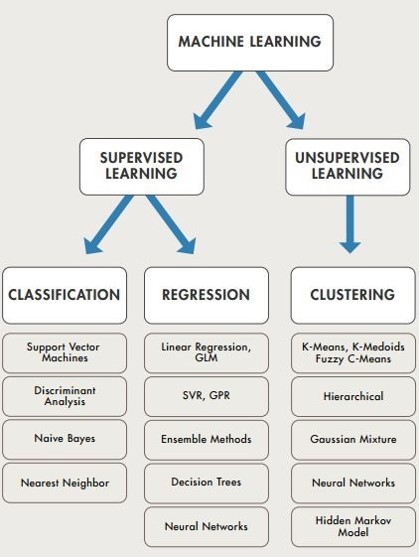 MACHINE LEARNING
SUPERVISED
LEARNING
UNSUPERVISED
LEARNING
CLASSIFICATION
REGRESSION
CLUSTERING
Support Vector
Machines
Discriminant
Analysis
Naive Bayes
Nearest Neighbor
Linear Regression,
GLM
SVR, GPR
Ensemble Methods
Decision Trees
Neural Networks
K-Means, K-Medoids
Fuzzy C-Means
Hierarchical
Gaussian Mixture
Neural Networks
Hidden Markov
Model